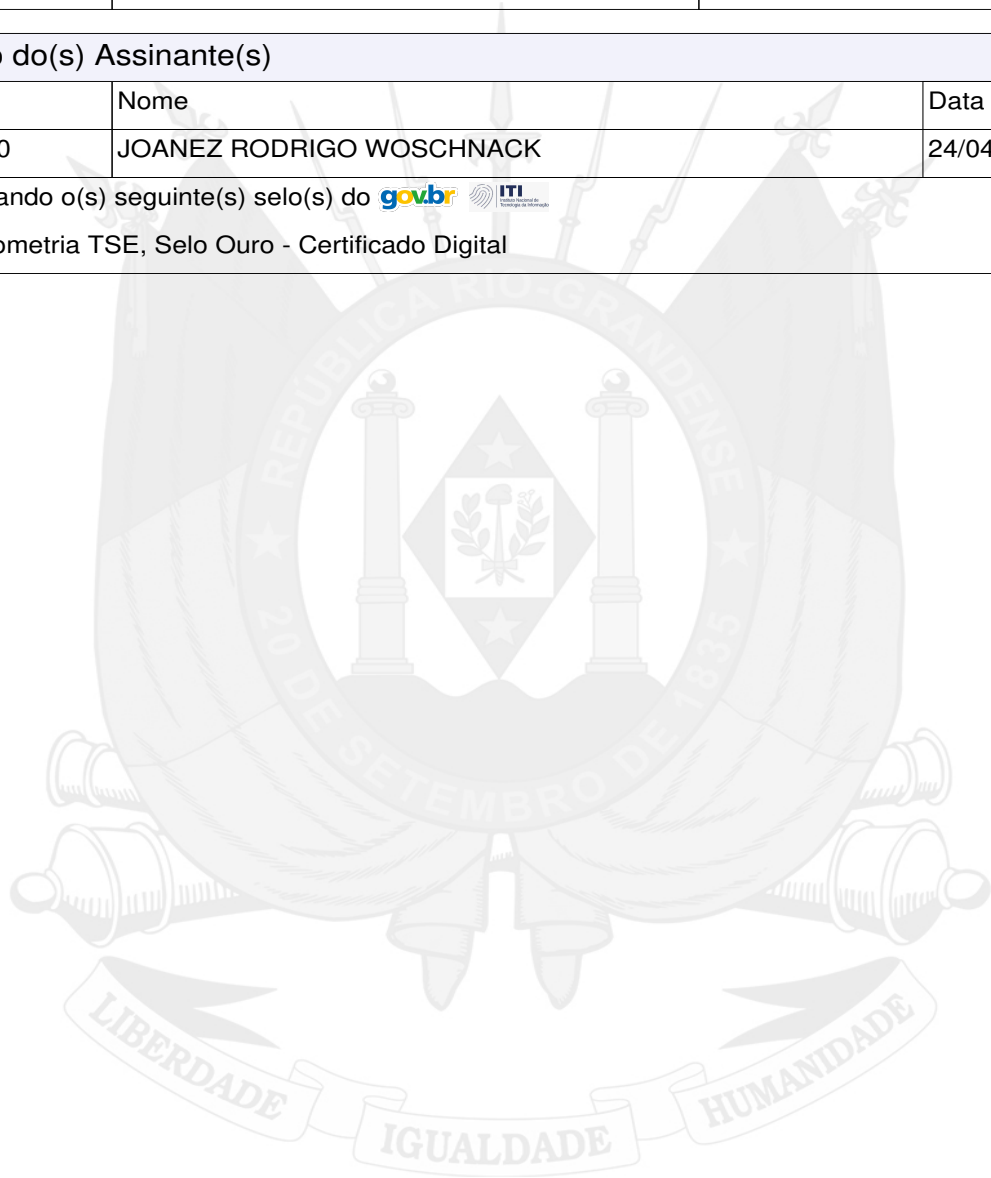 o do(s) Assinante(s)
Nome Data
0 JOANEZ RODRIGO WOSCHNACK 24/04
ando o(s) seguinte(s) selo(s) do gov.br ITI
ometria TSE, Selo Ouro - Certificado Digital
REPÚBLICA RIO-GRANDENSE
20 DE SETEMBRO DE 1835
LIBERDADE IGUALDADE HUMANIDADE